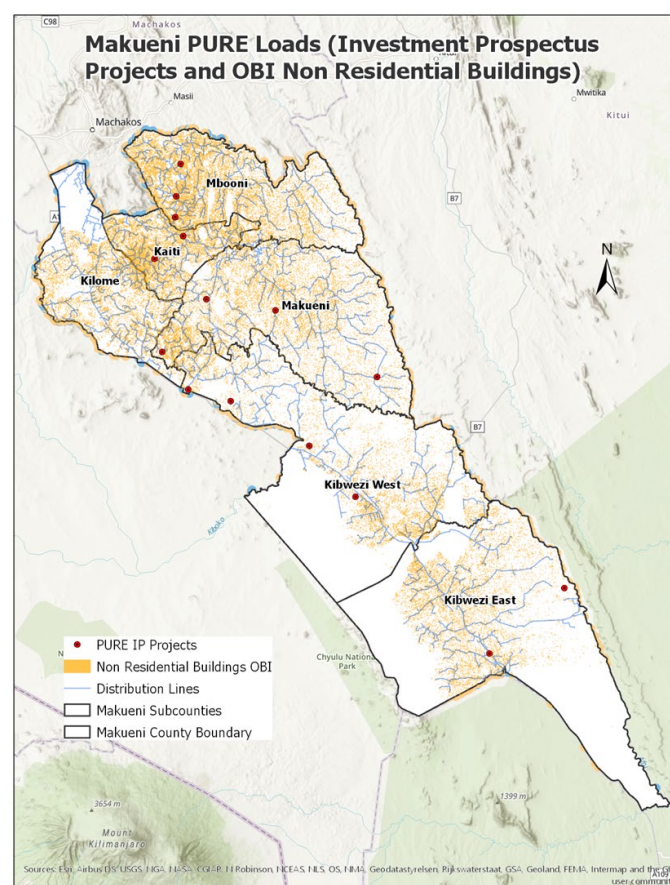 C98
Machakos
Makueni PURE Loads (Investment Prospectus
Projects and OBI Non Residential Buildings)
Masii
Mwitika
Machakos
Kitui
Mbooni
B7
Kaiti
N
Kilome
Makueni
B7
Kibwezi West
Kiboko
Kibwezi East
PURE IP Projects
Non Residential Buildings OBI
Distribution Lines
Makueni Subcounties
Makueni County Boundary
Chyulu National
Park
3654 m
Mount
Kilimanjaro
1399 m
Sources: Esri, Airbus DS, USGS, NGA, NASA, CGIAR, N Robinson, NCEAS, NLS, OS, NMA, Geodatastyrelsen, Rijkswaterstaat, GSA, Geoland, FEMA, Intermap and the
user community
A109